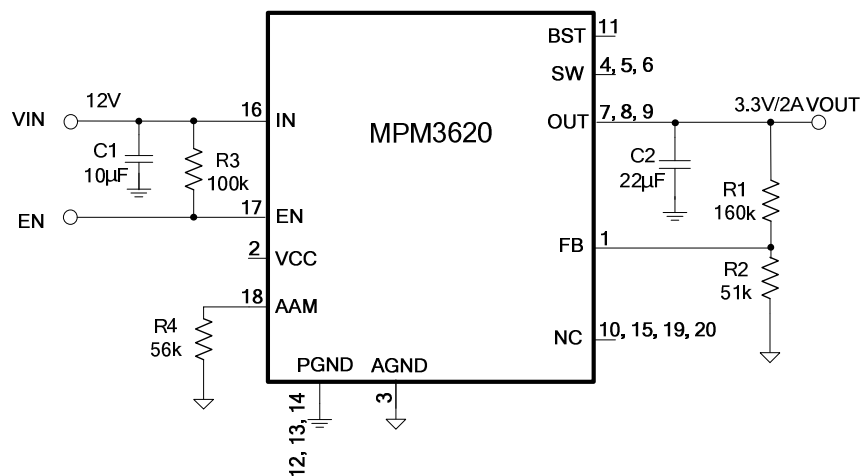 BST
11
SW
4, 5, 6
VIN
12V
16
IN
MPM3620
OUT
7, 8, 9
3.3V/2A VOUT
C1
10µF
R3
100k
C2
22µF
R1
160k
EN
17
EN
FB
1
2
VCC
R2
51k
18
AAM
R4
56k
NC
10, 15, 19, 20
PGND
AGND
12, 13, 14
3